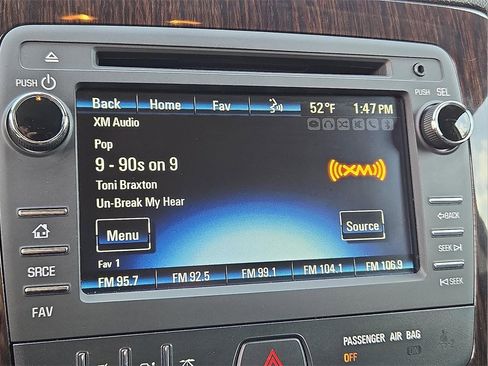 PUSH
PUSH SEL
Back Home Fav 52°F 1:47 PM
XM Audio
Pop
9 - 90s on 9
Toni Braxton
Un-Break My Hear
((XM))
Menu
Source
Fav 1
FM 95.7 FM 92.5 FM 99.1 FM 104.1 FM 106.9
BACK
SEEK
SEEK
SRCE
FAV
PASSENGER AIR BAG
OFF
ON